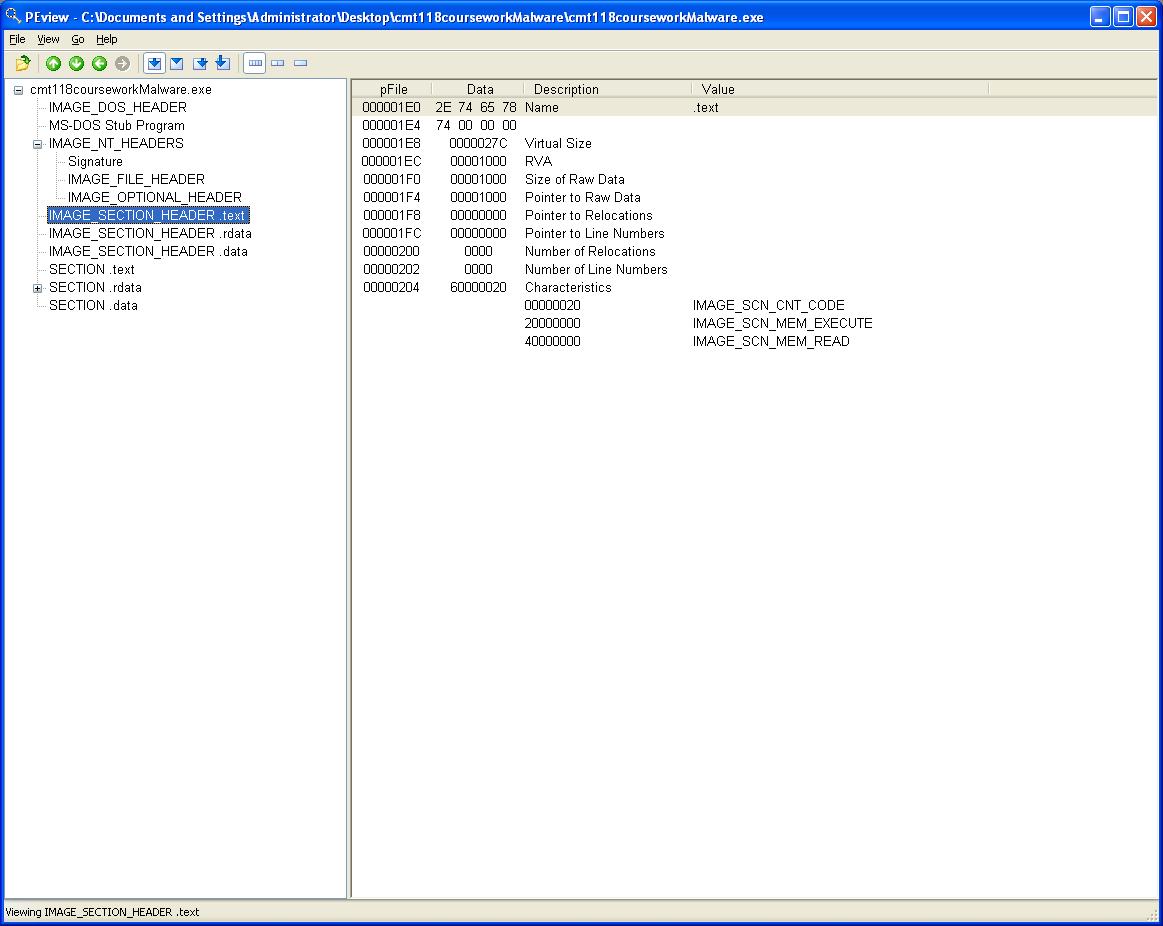 PEview - C:\Documents and Settings\Administrator\Desktop\cmt118courseworkMalware\cmt118courseworkMalware.exe
File View Go Help
cmt118courseworkMalware.exe
IMAGE_DOS_HEADER
MS-DOS Stub Program
IMAGE_NT_HEADERS
Signature
IMAGE_FILE_HEADER
IMAGE_OPTIONAL_HEADER
IMAGE_SECTION_HEADER .text
IMAGE_SECTION_HEADER .rdata
IMAGE_SECTION_HEADER .data
SECTION .text
SECTION .rdata
SECTION .data
pFile Data Description Value
000001E0 2E 74 65 78 Name .text
000001E4 74 00 00 00
000001E8 0000027C Virtual Size
000001EC 00001000 RVA
000001F0 00001000 Size of Raw Data
000001F4 00001000 Pointer to Raw Data
000001F8 00000000 Pointer to Relocations
000001FC 00000000 Pointer to Line Numbers
00000200 0000 Number of Relocations
00000202 0000 Number of Line Numbers
00000204 60000020 Characteristics
00000020 IMAGE_SCN_CNT_CODE
20000000 IMAGE_SCN_MEM_EXECUTE
40000000 IMAGE_SCN_MEM_READ
Viewing IMAGE_SECTION_HEADER .text